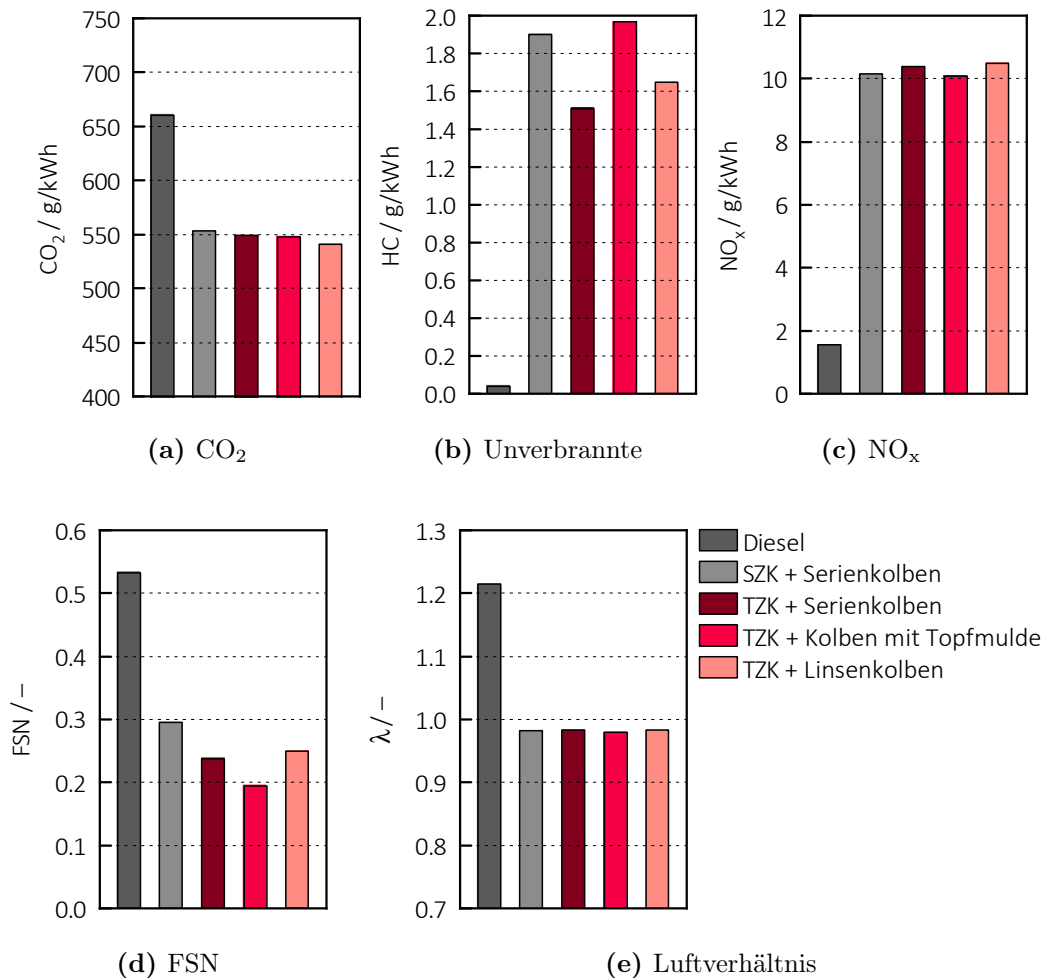 CO₂ / g/kWh
750
700
650
600
550
500
450
400
(a) CO₂
HC / g/kWh
2.0
1.8
1.6
1.4
1.2
1.0
0.8
0.6
0.4
0.2
0.0
(b) Unverbrannte
NOₓ / g/kWh
12
10
8
6
4
2
0
(c) NOₓ
FSN / –
0.6
0.5
0.4
0.3
0.2
0.1
0.0
(d) FSN
λ / –
1.3
1.2
1.1
1.0
0.9
0.8
0.7
(e) Luftverhältnis
Diesel
SZK + Serienkolben
TZK + Serienkolben
TZK + Kolben mit Topfmulde
TZK + Linsenkolben